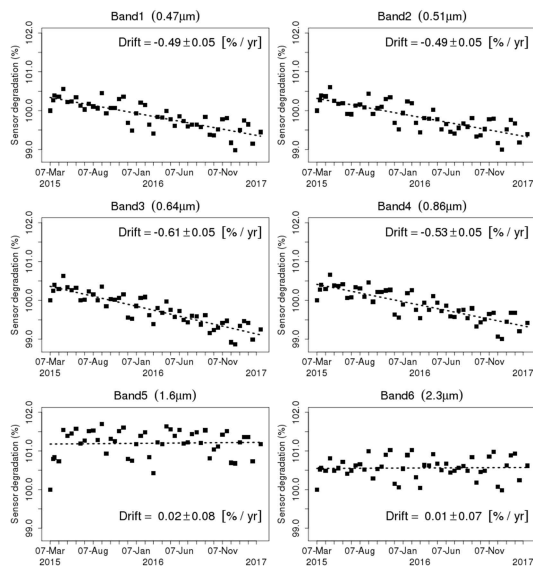 Band1 (0.47μm)
Drift = -0.49±0.05 [% / yr]
Sensor degradation (%)
102.0
101.0
100.0
99.0
07-Mar 07-Aug 07-Jan 07-Jun 07-Nov
2015 2016 2017
Band2 (0.51μm)
Drift = -0.49±0.05 [% / yr]
Sensor degradation (%)
102.0
101.0
100.0
99.0
07-Mar 07-Aug 07-Jan 07-Jun 07-Nov
2015 2016 2017
Band3 (0.64μm)
Drift = -0.61±0.05 [% / yr]
Sensor degradation (%)
102.0
101.0
100.0
99.0
07-Mar 07-Aug 07-Jan 07-Jun 07-Nov
2015 2016 2017
Band4 (0.86μm)
Drift = -0.53±0.05 [% / yr]
Sensor degradation (%)
102.0
101.0
100.0
99.0
07-Mar 07-Aug 07-Jan 07-Jun 07-Nov
2015 2016 2017
Band5 (1.6μm)
Drift = 0.02±0.08 [% / yr]
Sensor degradation (%)
102.0
101.0
100.0
99.0
07-Mar 07-Aug 07-Jan 07-Jun 07-Nov
2015 2016 2017
Band6 (2.3μm)
Drift = 0.01±0.07 [% / yr]
Sensor degradation (%)
102.0
101.0
100.0
99.0
07-Mar 07-Aug 07-Jan 07-Jun 07-Nov
2015 2016 2017